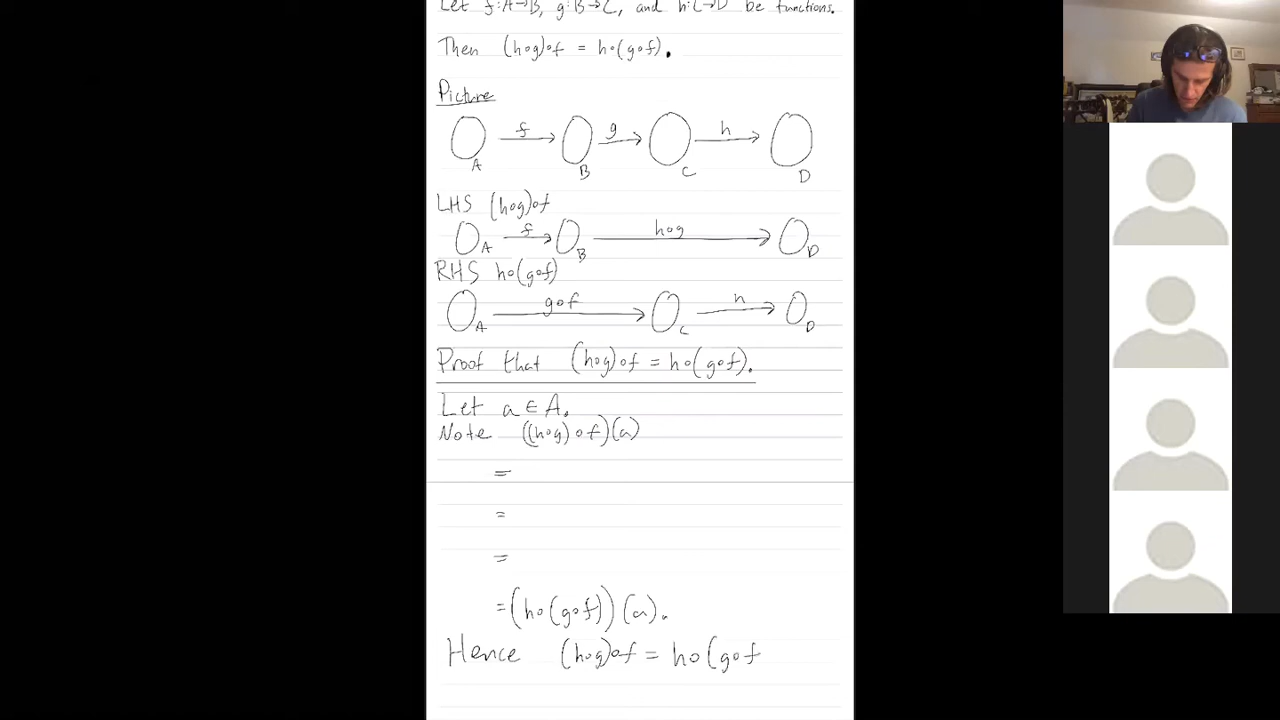 Let f:A→B, g:B→C, and h:C→D be functions.
Then (h∘g)∘f = h∘(g∘f).
Picture
f g h
A B C D
LHS (h∘g)∘f
f h∘g
A B D
RHS h∘(g∘f)
g∘f h
A C D
Proof that (h∘g)∘f = h∘(g∘f).
Let a ∈ A.
Note ((h∘g)∘f)(a)
=
=
=
=(h∘(g∘f))(a).
Hence (h∘g)∘f = h∘(g∘f